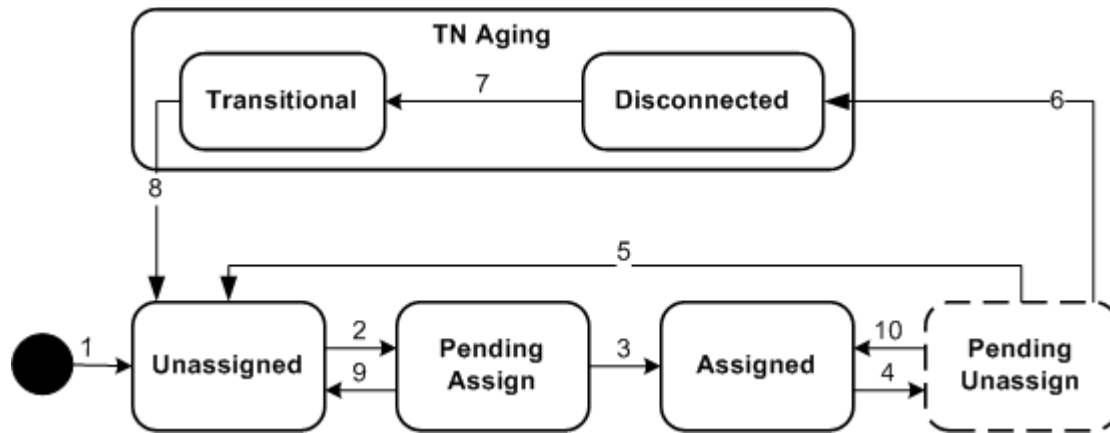 TN Aging
Transitional
7
Disconnected
6
8
5
1
Unassigned
2
9
Pending
Assign
3
Assigned
10
4
Pending
Unassign